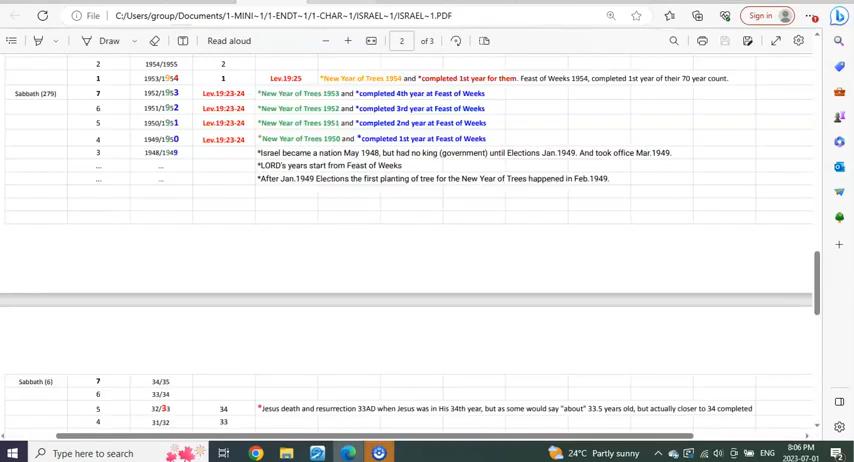 File C:/Users/group/Documents/1-MINI~1/1-ENDT~1/1-CHAR~1/ISRAEL~1/ISRAEL~1.PDF Sign in
Draw Read aloud 2 of 3
2 1954/1955 2
1 1953/1954 1 Lev.19:25 *New Year of Trees 1954 and *completed 1st year for them. Feast of Weeks 1954, completed 1st year of their 70 year count.
Sabbath (279) 7 1952/1953 Lev.19:23-24 *New Year of Trees 1953 and *completed 4th year at Feast of Weeks
6 1951/1952 Lev.19:23-24 *New Year of Trees 1952 and *completed 3rd year at Feast of Weeks
5 1950/1951 Lev.19:23-24 *New Year of Trees 1951 and *completed 2nd year at Feast of Weeks
4 1949/1950 Lev.19:23-24 *New Year of Trees 1950 and *completed 1st year at Feast of Weeks
3 1948/1949 *Israel became a nation May 1948, but had no king (government) until Elections Jan.1949. And took office Mar.1949.
... ... *LORD's years start from Feast of Weeks
... ... *After Jan.1949 Elections the first planting of tree for the New Year of Trees happened in Feb.1949.
Sabbath (6) 7 34/35
6 33/34
5 32/33 34 *Jesus death and resurrection 33AD when Jesus was in His 34th year, but as some would say "about" 33.5 years old, but actually closer to 34 completed
4 31/32 33
Type here to search 24°C Partly sunny ENG 8:06 PM
2023-07-01